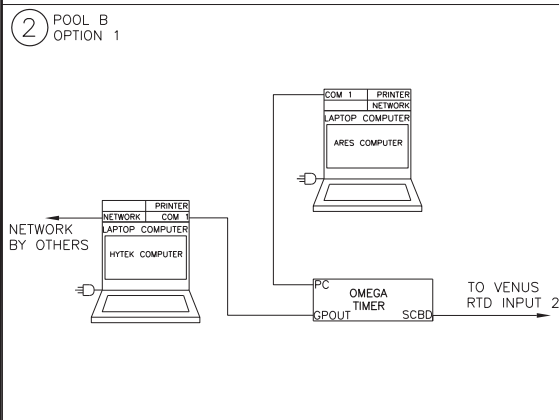 2
POOL B
OPTION 1
COM 1 PRINTER
NETWORK
LAPTOP COMPUTER
ARES COMPUTER
PRINTER
NETWORK COM 1
LAPTOP COMPUTER
HYTEK COMPUTER
NETWORK
BY OTHERS
PC
OMEGA
TIMER
GPOUT SCBD
TO VENUS
RTD INPUT 2